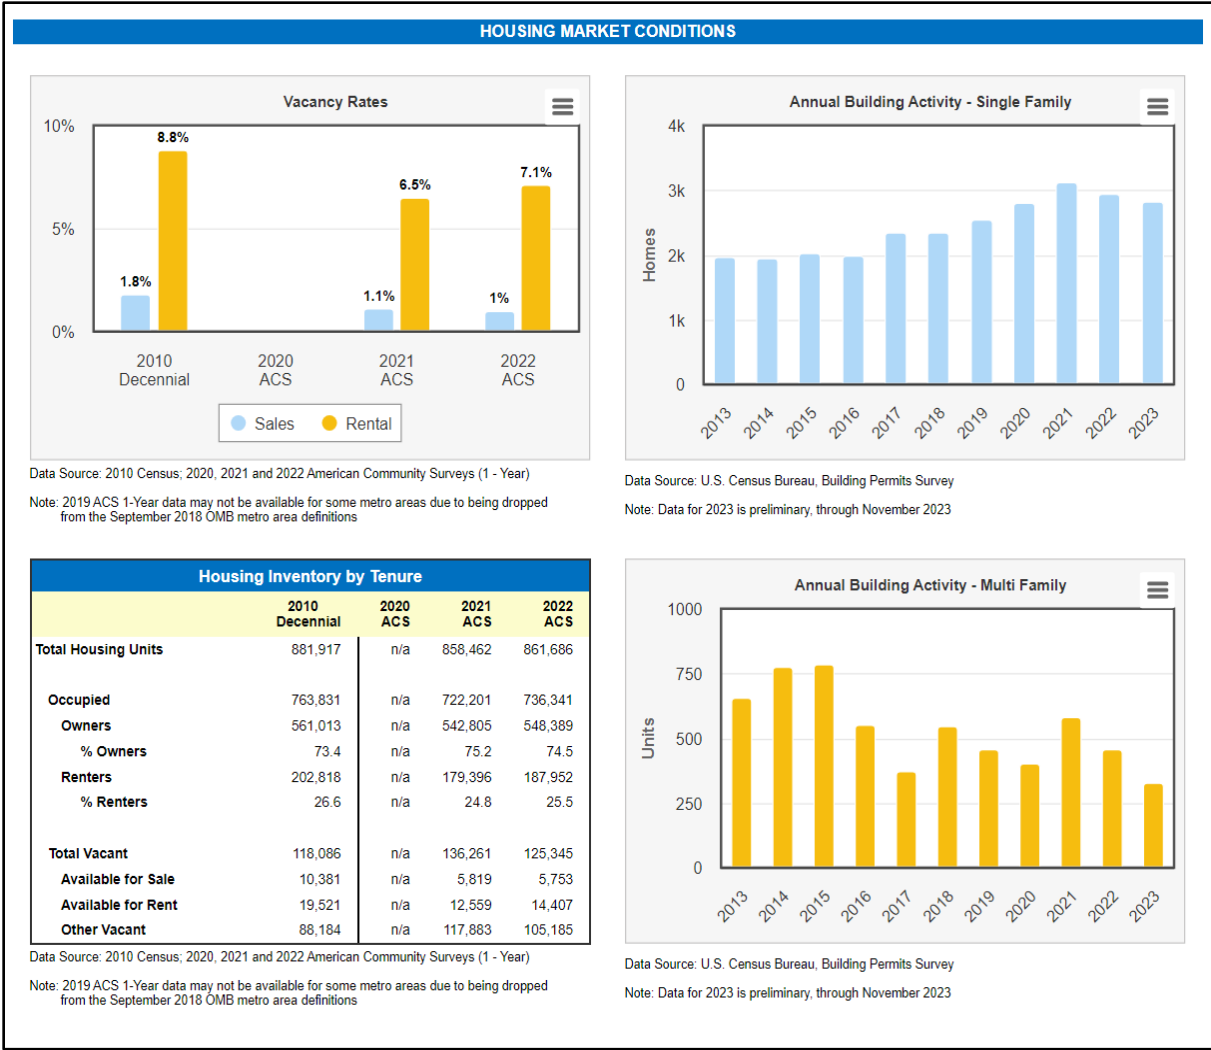 HOUSING MARKET CONDITIONS
Vacancy Rates
10%
5%
0%
8.8%
1.8%
6.5%
1.1%
7.1%
1%
2010 Decennial
2020 ACS
2021 ACS
2022 ACS
Sales Rental
Data Source: 2010 Census; 2020, 2021 and 2022 American Community Surveys (1 - Year)
Note: 2019 ACS 1-Year data may not be available for some metro areas due to being dropped
from the September 2018 OMB metro area definitions
Annual Building Activity - Single Family
4k
3k
2k
1k
0
Homes
2013 2014 2015 2016 2017 2018 2019 2020 2021 2022 2023
Data Source: U.S. Census Bureau, Building Permits Survey
Note: Data for 2023 is preliminary, through November 2023
Housing Inventory by Tenure
2010 2020 2021 2022
Decennial ACS ACS ACS
Total Housing Units 881,917 n/a 858,462 861,686
Occupied 763,831 n/a 722,201 736,341
Owners 561,013 n/a 542,805 548,389
% Owners 73.4 n/a 75.2 74.5
Renters 202,818 n/a 179,396 187,952
% Renters 26.6 n/a 24.8 25.5
Total Vacant 118,086 n/a 136,261 125,345
Available for Sale 10,381 n/a 5,819 5,753
Available for Rent 19,521 n/a 12,559 14,407
Other Vacant 88,184 n/a 117,883 105,185
Data Source: 2010 Census; 2020, 2021 and 2022 American Community Surveys (1 - Year)
Note: 2019 ACS 1-Year data may not be available for some metro areas due to being dropped
from the September 2018 OMB metro area definitions
Annual Building Activity - Multi Family
1000
750
500
250
0
Units
2013 2014 2015 2016 2017 2018 2019 2020 2021 2022 2023
Data Source: U.S. Census Bureau, Building Permits Survey
Note: Data for 2023 is preliminary, through November 2023